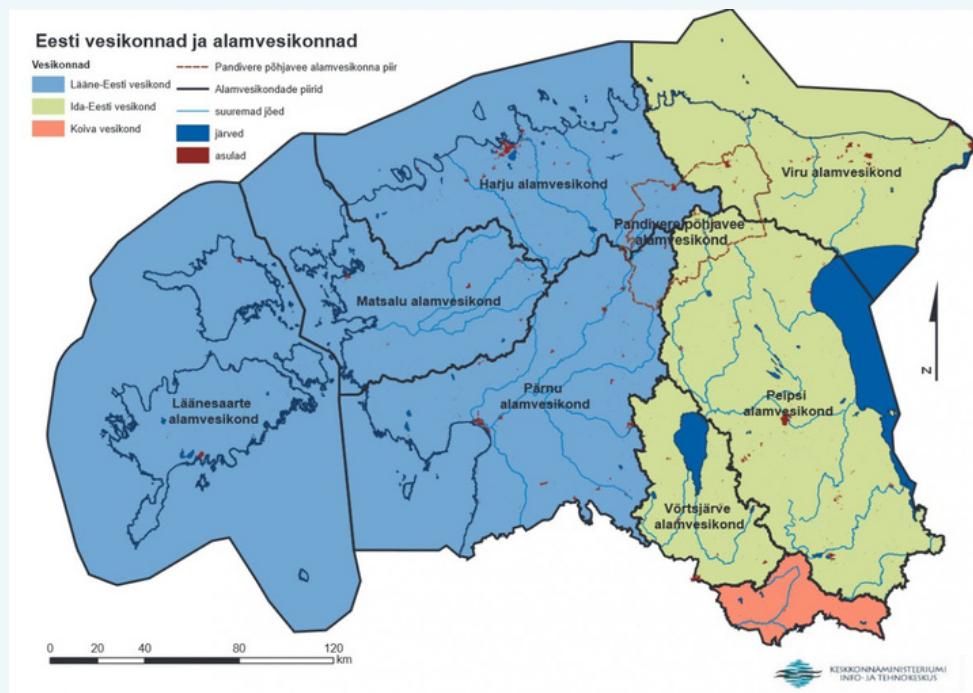 Eesti vesikonnad ja alamvesikonnad
Vesikonnad
Lääne-Eesti vesikond
Ida-Eesti vesikond
Koiva vesikond
Pandivere põhjavee alamvesikonna piir
Alamvesikondade piirid
suuremad jõed
järved
asulad
Harju alamvesikond
Viru alamvesikond
Pandivere põhjavee
alamvesikond
Matsalu alamvesikond
Läänesaarte
alamvesikond
Pärnu
alamvesikond
Peipsi
alamvesikond
Võrtsjärve
alamvesikond
N
0 20 40 80 120
km
KESKKONNAMINISTEERIUMI
INFO- JA TEHNOKESKUS